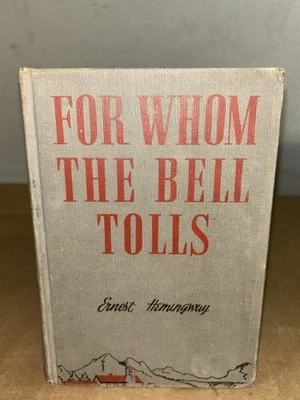 FOR WHOM
THE BELL
TOLLS
Ernest Hemingway